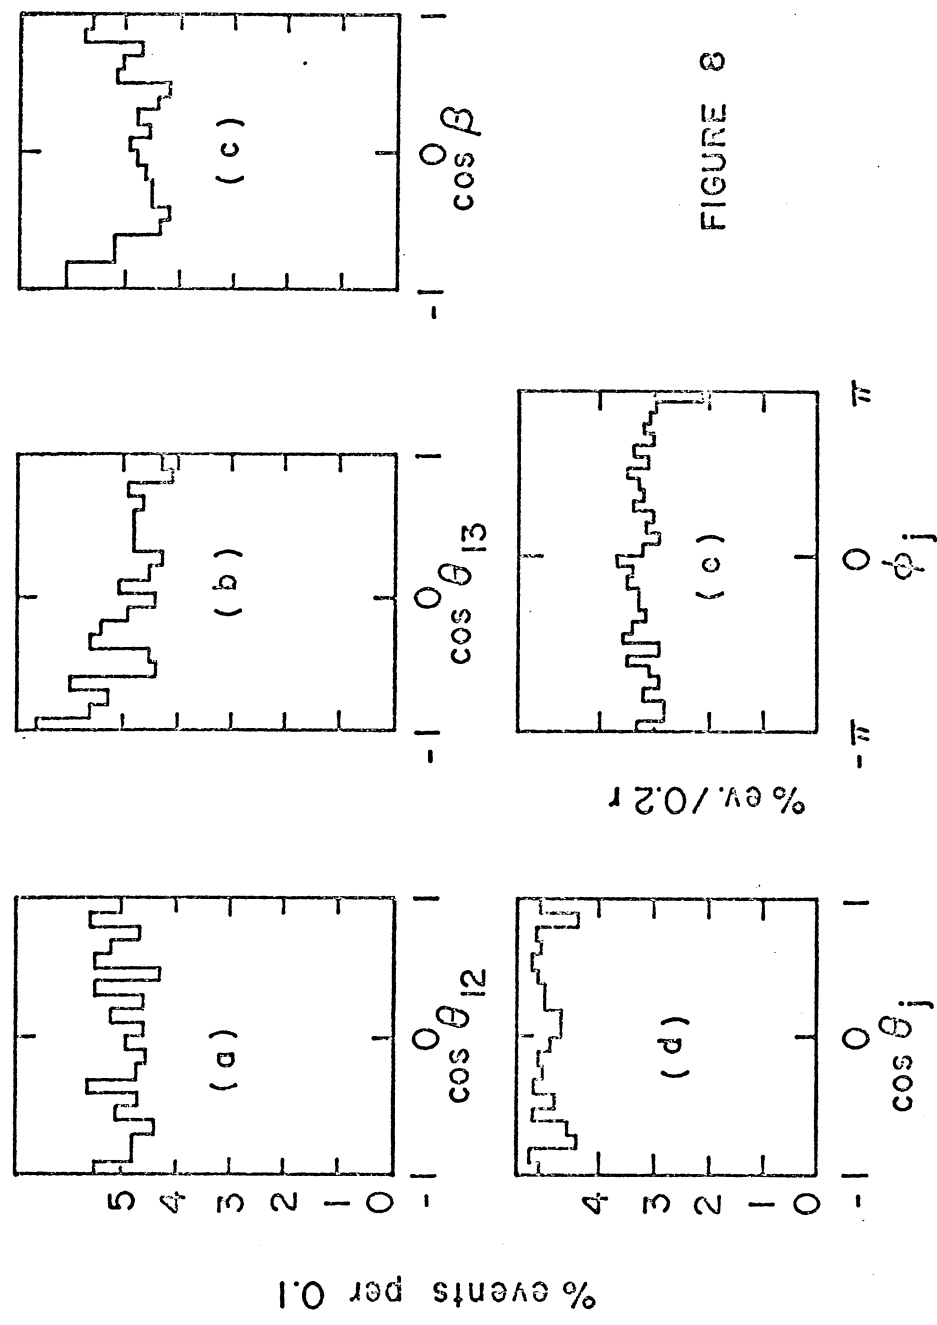 % events per 0.1
5
4
3
2
1
0
(a)
-1
0
1
cos θ12
(b)
-1
0
1
cos θ13
(c)
-1
0
1
cos β
4
3
2
1
0
(d)
-1
0
1
cos θj
% ev./0.2 r
(e)
-π
0
π
ϕj
FIGURE 8